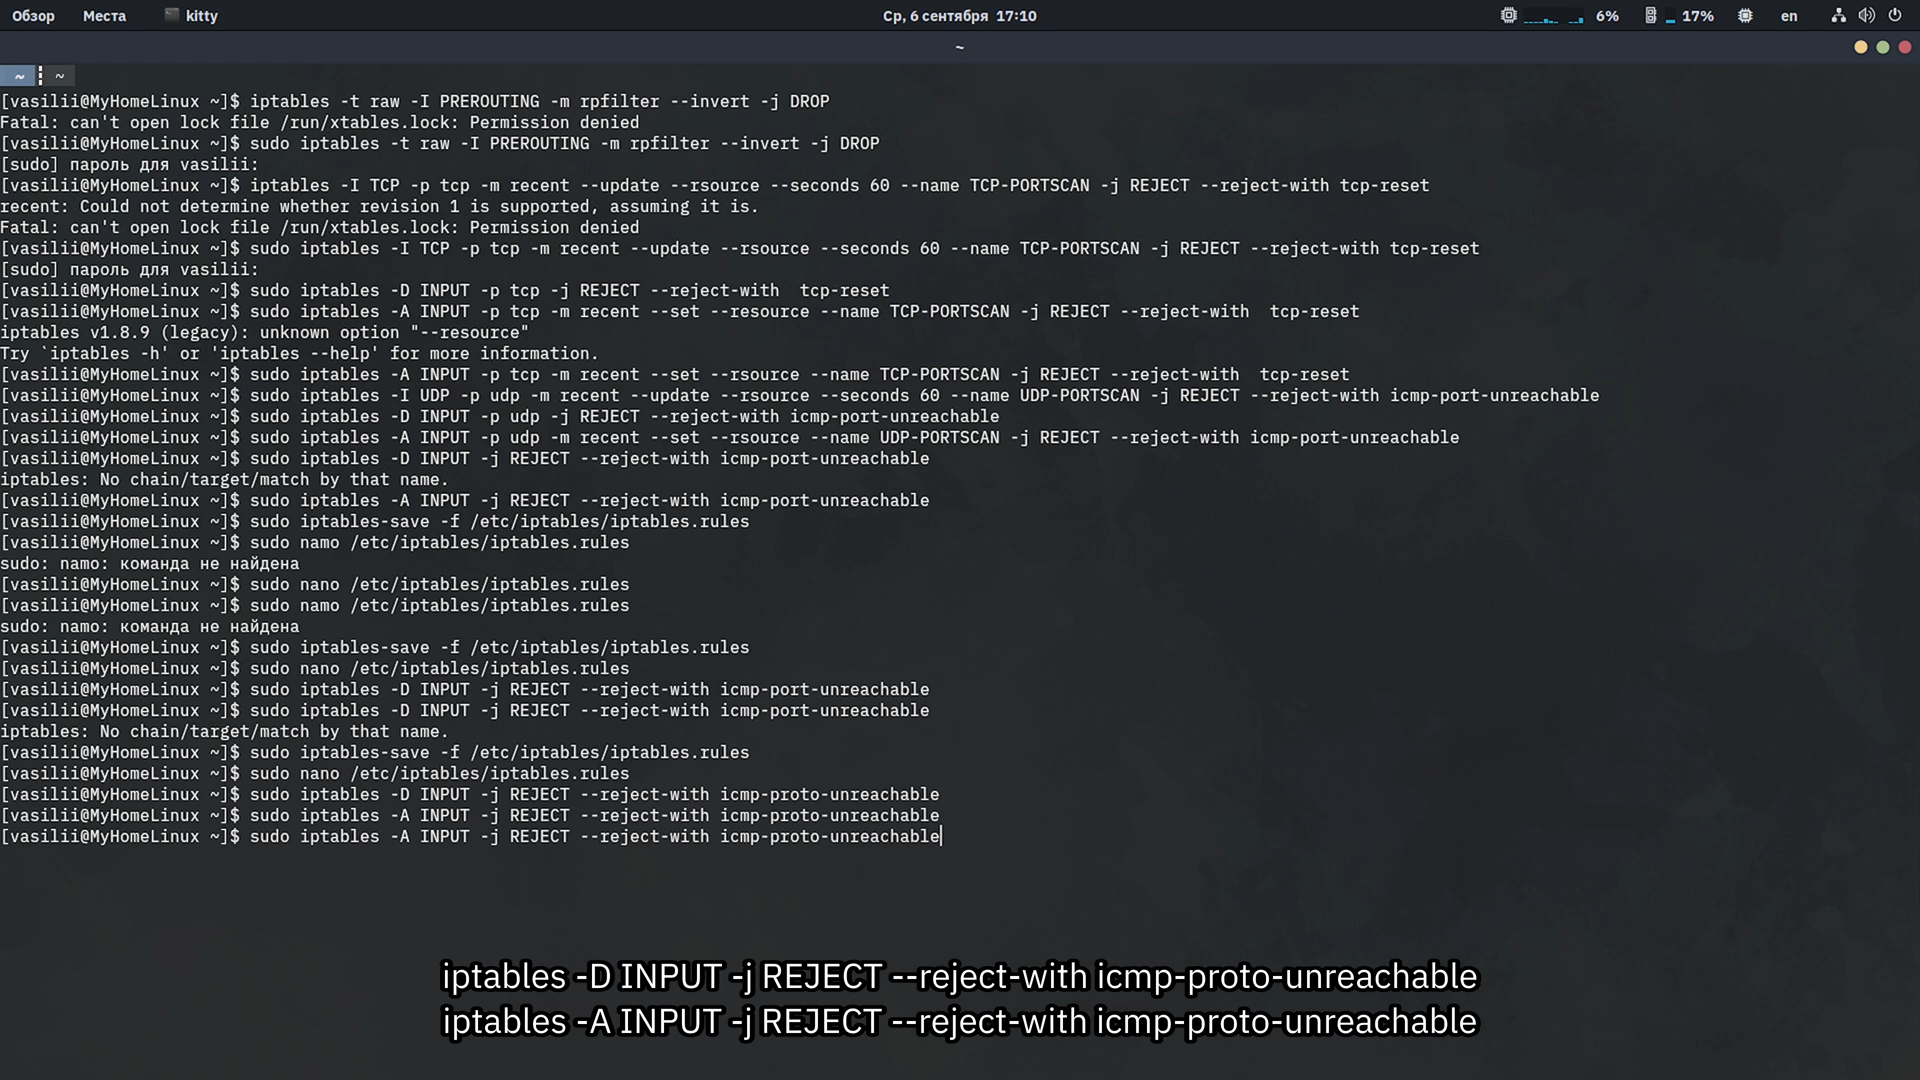 Обзор Места kitty Ср, 6 сентября 17:10 6% 17% en
~
~ ~
[vasilii@MyHomeLinux ~]$ iptables -t raw -I PREROUTING -m rpfilter --invert -j DROP
Fatal: can't open lock file /run/xtables.lock: Permission denied
[vasilii@MyHomeLinux ~]$ sudo iptables -t raw -I PREROUTING -m rpfilter --invert -j DROP
[sudo] пароль для vasilii:
[vasilii@MyHomeLinux ~]$ iptables -I TCP -p tcp -m recent --update --rsource --seconds 60 --name TCP-PORTSCAN -j REJECT --reject-with tcp-reset
recent: Could not determine whether revision 1 is supported, assuming it is.
Fatal: can't open lock file /run/xtables.lock: Permission denied
[vasilii@MyHomeLinux ~]$ sudo iptables -I TCP -p tcp -m recent --update --rsource --seconds 60 --name TCP-PORTSCAN -j REJECT --reject-with tcp-reset
[sudo] пароль для vasilii:
[vasilii@MyHomeLinux ~]$ sudo iptables -D INPUT -p tcp -j REJECT --reject-with  tcp-reset
[vasilii@MyHomeLinux ~]$ sudo iptables -A INPUT -p tcp -m recent --set --resource --name TCP-PORTSCAN -j REJECT --reject-with  tcp-reset
iptables v1.8.9 (legacy): unknown option "--resource"
Try `iptables -h' or 'iptables --help' for more information.
[vasilii@MyHomeLinux ~]$ sudo iptables -A INPUT -p tcp -m recent --set --rsource --name TCP-PORTSCAN -j REJECT --reject-with  tcp-reset
[vasilii@MyHomeLinux ~]$ sudo iptables -I UDP -p udp -m recent --update --rsource --seconds 60 --name UDP-PORTSCAN -j REJECT --reject-with icmp-port-unreachable
[vasilii@MyHomeLinux ~]$ sudo iptables -D INPUT -p udp -j REJECT --reject-with icmp-port-unreachable
[vasilii@MyHomeLinux ~]$ sudo iptables -A INPUT -p udp -m recent --set --rsource --name UDP-PORTSCAN -j REJECT --reject-with icmp-port-unreachable
[vasilii@MyHomeLinux ~]$ sudo iptables -D INPUT -j REJECT --reject-with icmp-port-unreachable
iptables: No chain/target/match by that name.
[vasilii@MyHomeLinux ~]$ sudo iptables -A INPUT -j REJECT --reject-with icmp-port-unreachable
[vasilii@MyHomeLinux ~]$ sudo iptables-save -f /etc/iptables/iptables.rules
[vasilii@MyHomeLinux ~]$ sudo namo /etc/iptables/iptables.rules
sudo: namo: команда не найдена
[vasilii@MyHomeLinux ~]$ sudo nano /etc/iptables/iptables.rules
[vasilii@MyHomeLinux ~]$ sudo namo /etc/iptables/iptables.rules
sudo: namo: команда не найдена
[vasilii@MyHomeLinux ~]$ sudo iptables-save -f /etc/iptables/iptables.rules
[vasilii@MyHomeLinux ~]$ sudo nano /etc/iptables/iptables.rules
[vasilii@MyHomeLinux ~]$ sudo iptables -D INPUT -j REJECT --reject-with icmp-port-unreachable
[vasilii@MyHomeLinux ~]$ sudo iptables -D INPUT -j REJECT --reject-with icmp-port-unreachable
iptables: No chain/target/match by that name.
[vasilii@MyHomeLinux ~]$ sudo iptables-save -f /etc/iptables/iptables.rules
[vasilii@MyHomeLinux ~]$ sudo nano /etc/iptables/iptables.rules
[vasilii@MyHomeLinux ~]$ sudo iptables -D INPUT -j REJECT --reject-with icmp-proto-unreachable
[vasilii@MyHomeLinux ~]$ sudo iptables -A INPUT -j REJECT --reject-with icmp-proto-unreachable
[vasilii@MyHomeLinux ~]$ sudo iptables -A INPUT -j REJECT --reject-with icmp-proto-unreachable
iptables -D INPUT -j REJECT --reject-with icmp-proto-unreachable
iptables -A INPUT -j REJECT --reject-with icmp-proto-unreachable